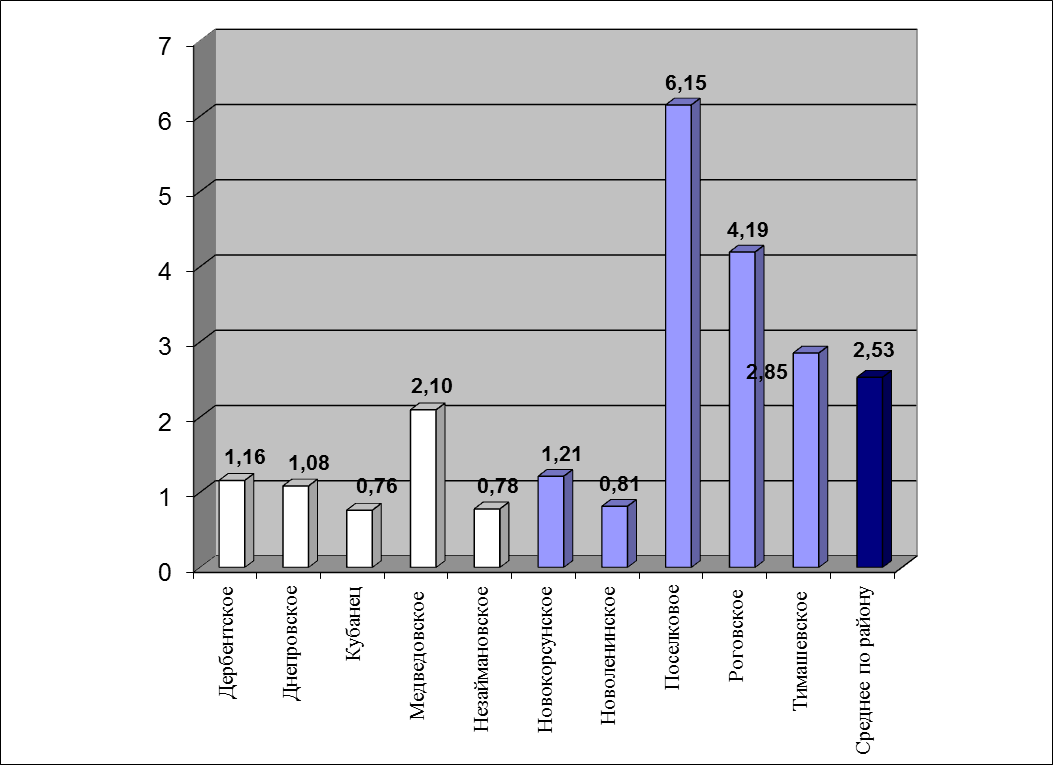 7
6
5
4
3
2
1
0
1,16
1,08
0,76
2,10
0,78
1,21
0,81
6,15
4,19
2,85
2,53
Дербентское
Днепровское
Кубанец
Медведовское
Незаймановское
Новокорсунское
Новоленинское
Поселковое
Роговское
Тимашевское
Среднее по району